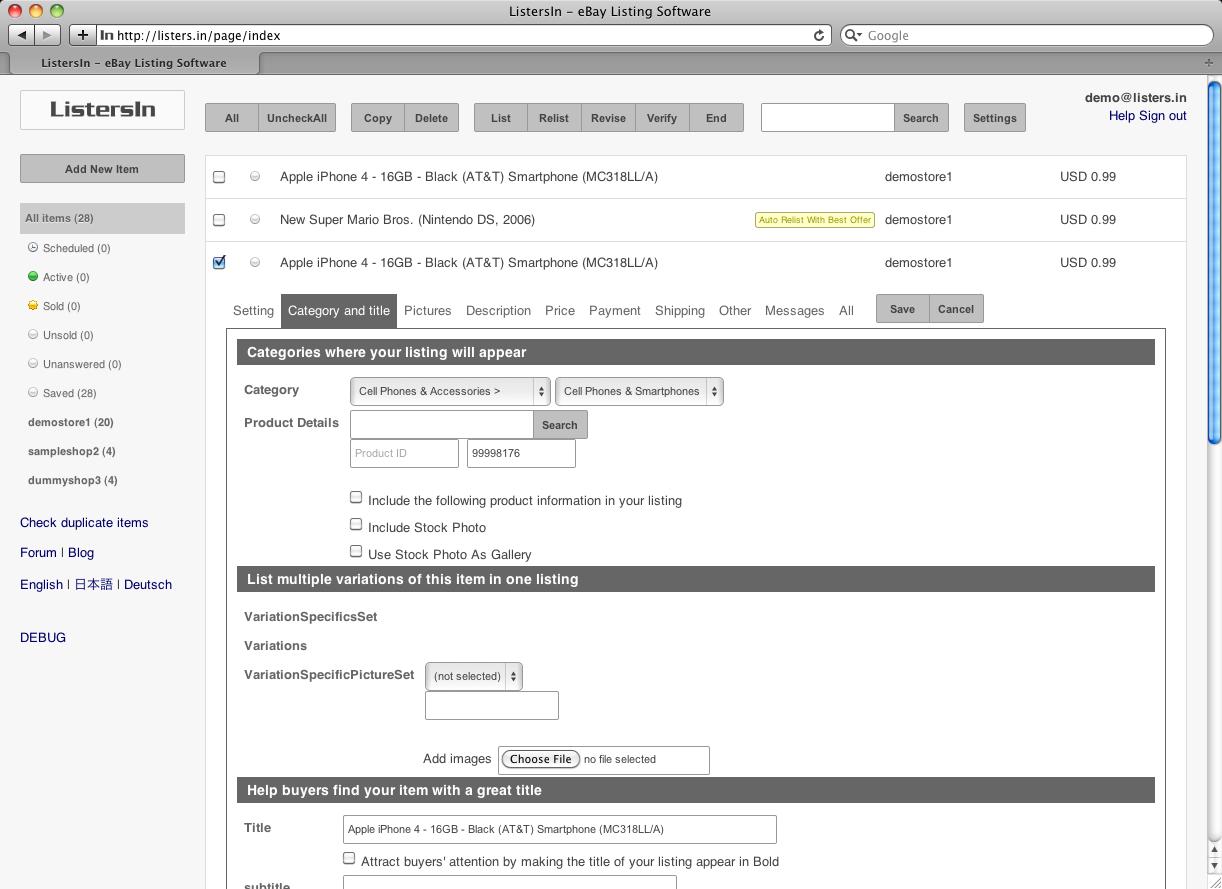 ListersIn – eBay Listing Software
In http://listers.in/page/index
Google
ListersIn – eBay Listing Software
ListersIn
All UncheckAll Copy Delete List Relist Revise Verify End Search Settings
demo@listers.in
Help Sign out
Add New Item
All items (28)
Scheduled (0)
Active (0)
Sold (0)
Unsold (0)
Unanswered (0)
Saved (28)
demostore1 (20)
sampleshop2 (4)
dummyshop3 (4)
Check duplicate items
Forum | Blog
English | 日本語 | Deutsch
DEBUG
Apple iPhone 4 - 16GB - Black (AT&T) Smartphone (MC318LL/A) demostore1 USD 0.99
New Super Mario Bros. (Nintendo DS, 2006) Auto Relist With Best Offer demostore1 USD 0.99
Apple iPhone 4 - 16GB - Black (AT&T) Smartphone (MC318LL/A) demostore1 USD 0.99
Setting Category and title Pictures Description Price Payment Shipping Other Messages All Save Cancel
Categories where your listing will appear
Category Cell Phones & Accessories > Cell Phones & Smartphones
Product Details Search
Product ID 99998176
Include the following product information in your listing
Include Stock Photo
Use Stock Photo As Gallery
List multiple variations of this item in one listing
VariationSpecificsSet
Variations
VariationSpecificPictureSet (not selected)
Add images Choose File no file selected
Help buyers find your item with a great title
Title Apple iPhone 4 - 16GB - Black (AT&T) Smartphone (MC318LL/A)
Attract buyers' attention by making the title of your listing appear in Bold
subtitle